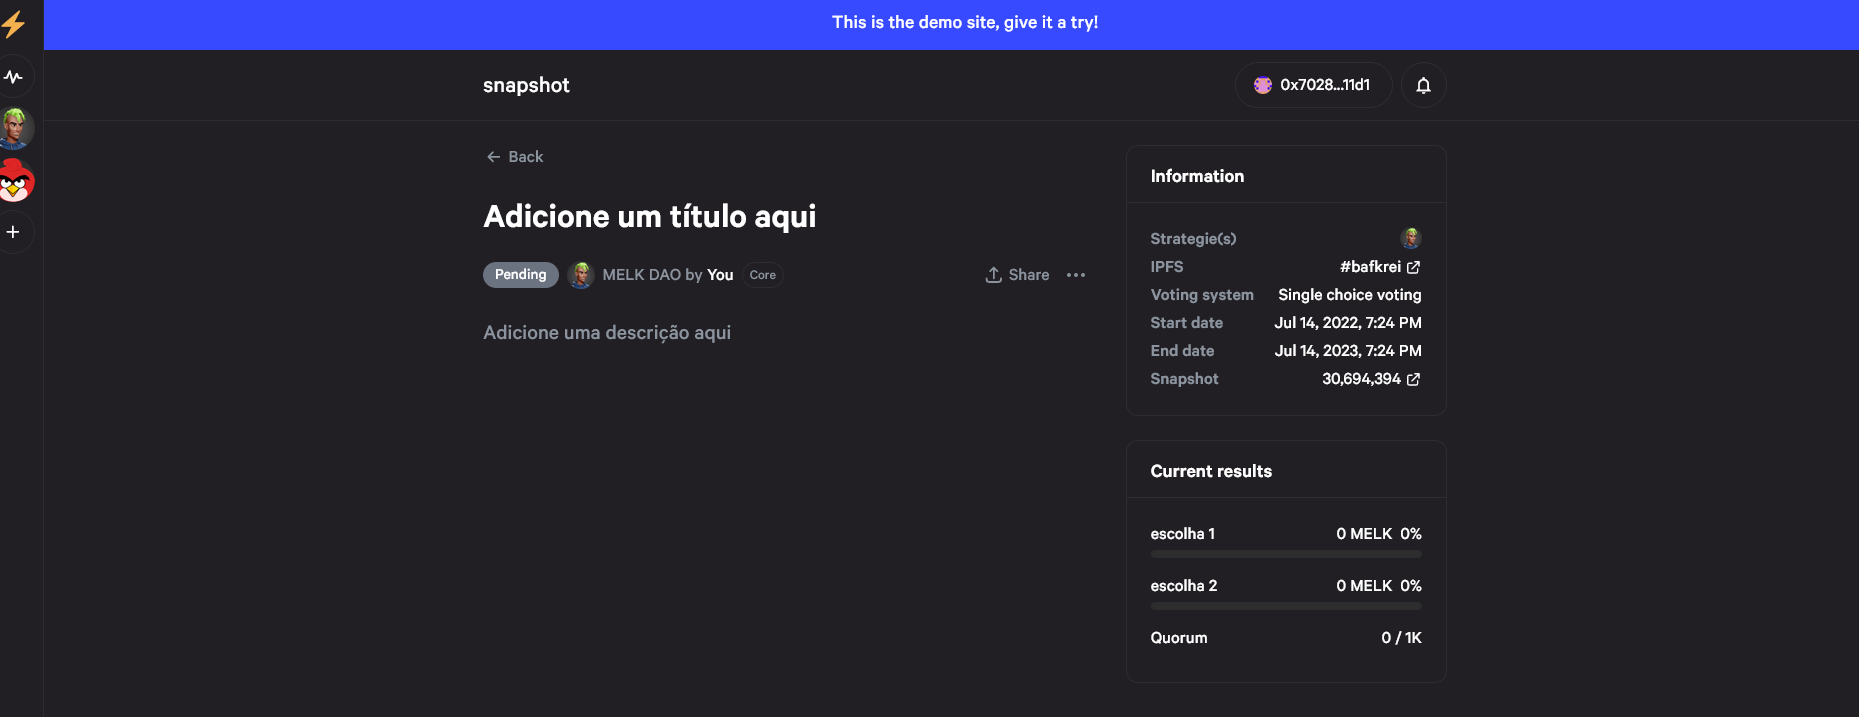 This is the demo site, give it a try!
snapshot
0x7028...11d1
Back
Adicione um título aqui
Pending MELK DAO by You Core
Share
Adicione uma descrição aqui
Information
Strategie(s)
IPFS #bafkrei
Voting system Single choice voting
Start date Jul 14, 2022, 7:24 PM
End date Jul 14, 2023, 7:24 PM
Snapshot 30,694,394
Current results
escolha 1 0 MELK 0%
escolha 2 0 MELK 0%
Quorum 0 / 1K